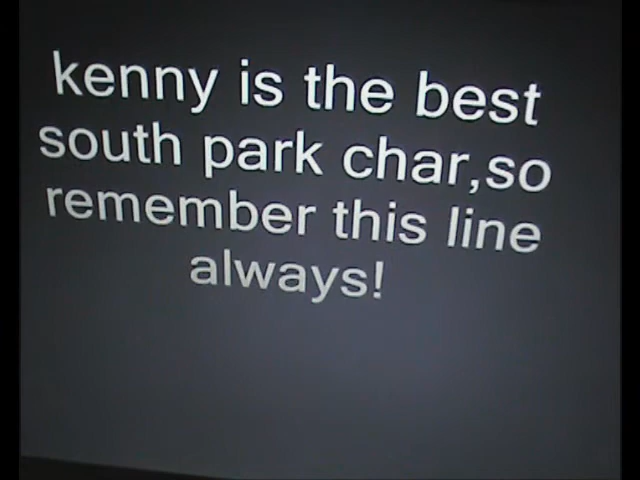 kenny is the best
south park char,so
remember this line
always!